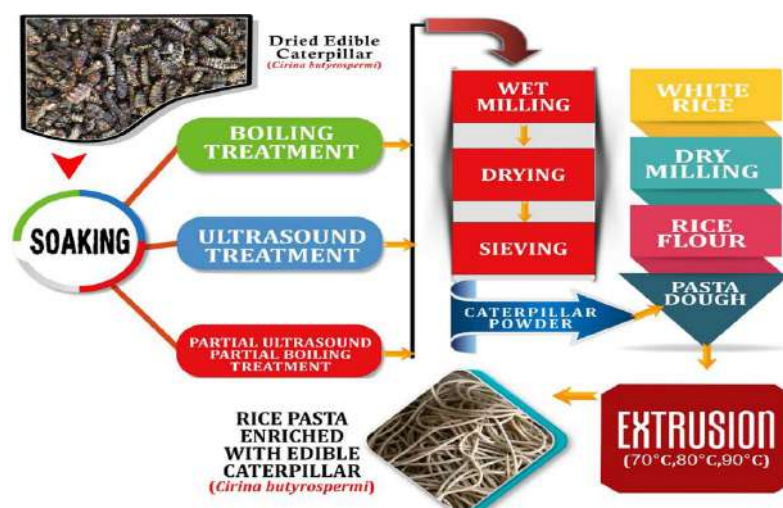 Dried Edible
Caterpillar
(Cirina butyrospermi)
SOAKING
BOILING
TREATMENT
ULTRASOUND
TREATMENT
PARTIAL ULTRASOUND
PARTIAL BOILING
TREATMENT
WET
MILLING
DRYING
SIEVING
CATERPILLAR
POWDER
WHITE
RICE
DRY
MILLING
RICE
FLOUR
PASTA
DOUGH
EXTRUSION
(70°C,80°C,90°C)
RICE PASTA
ENRICHED
WITH EDIBLE
CATERPILLAR
(Cirina butyrospermi)